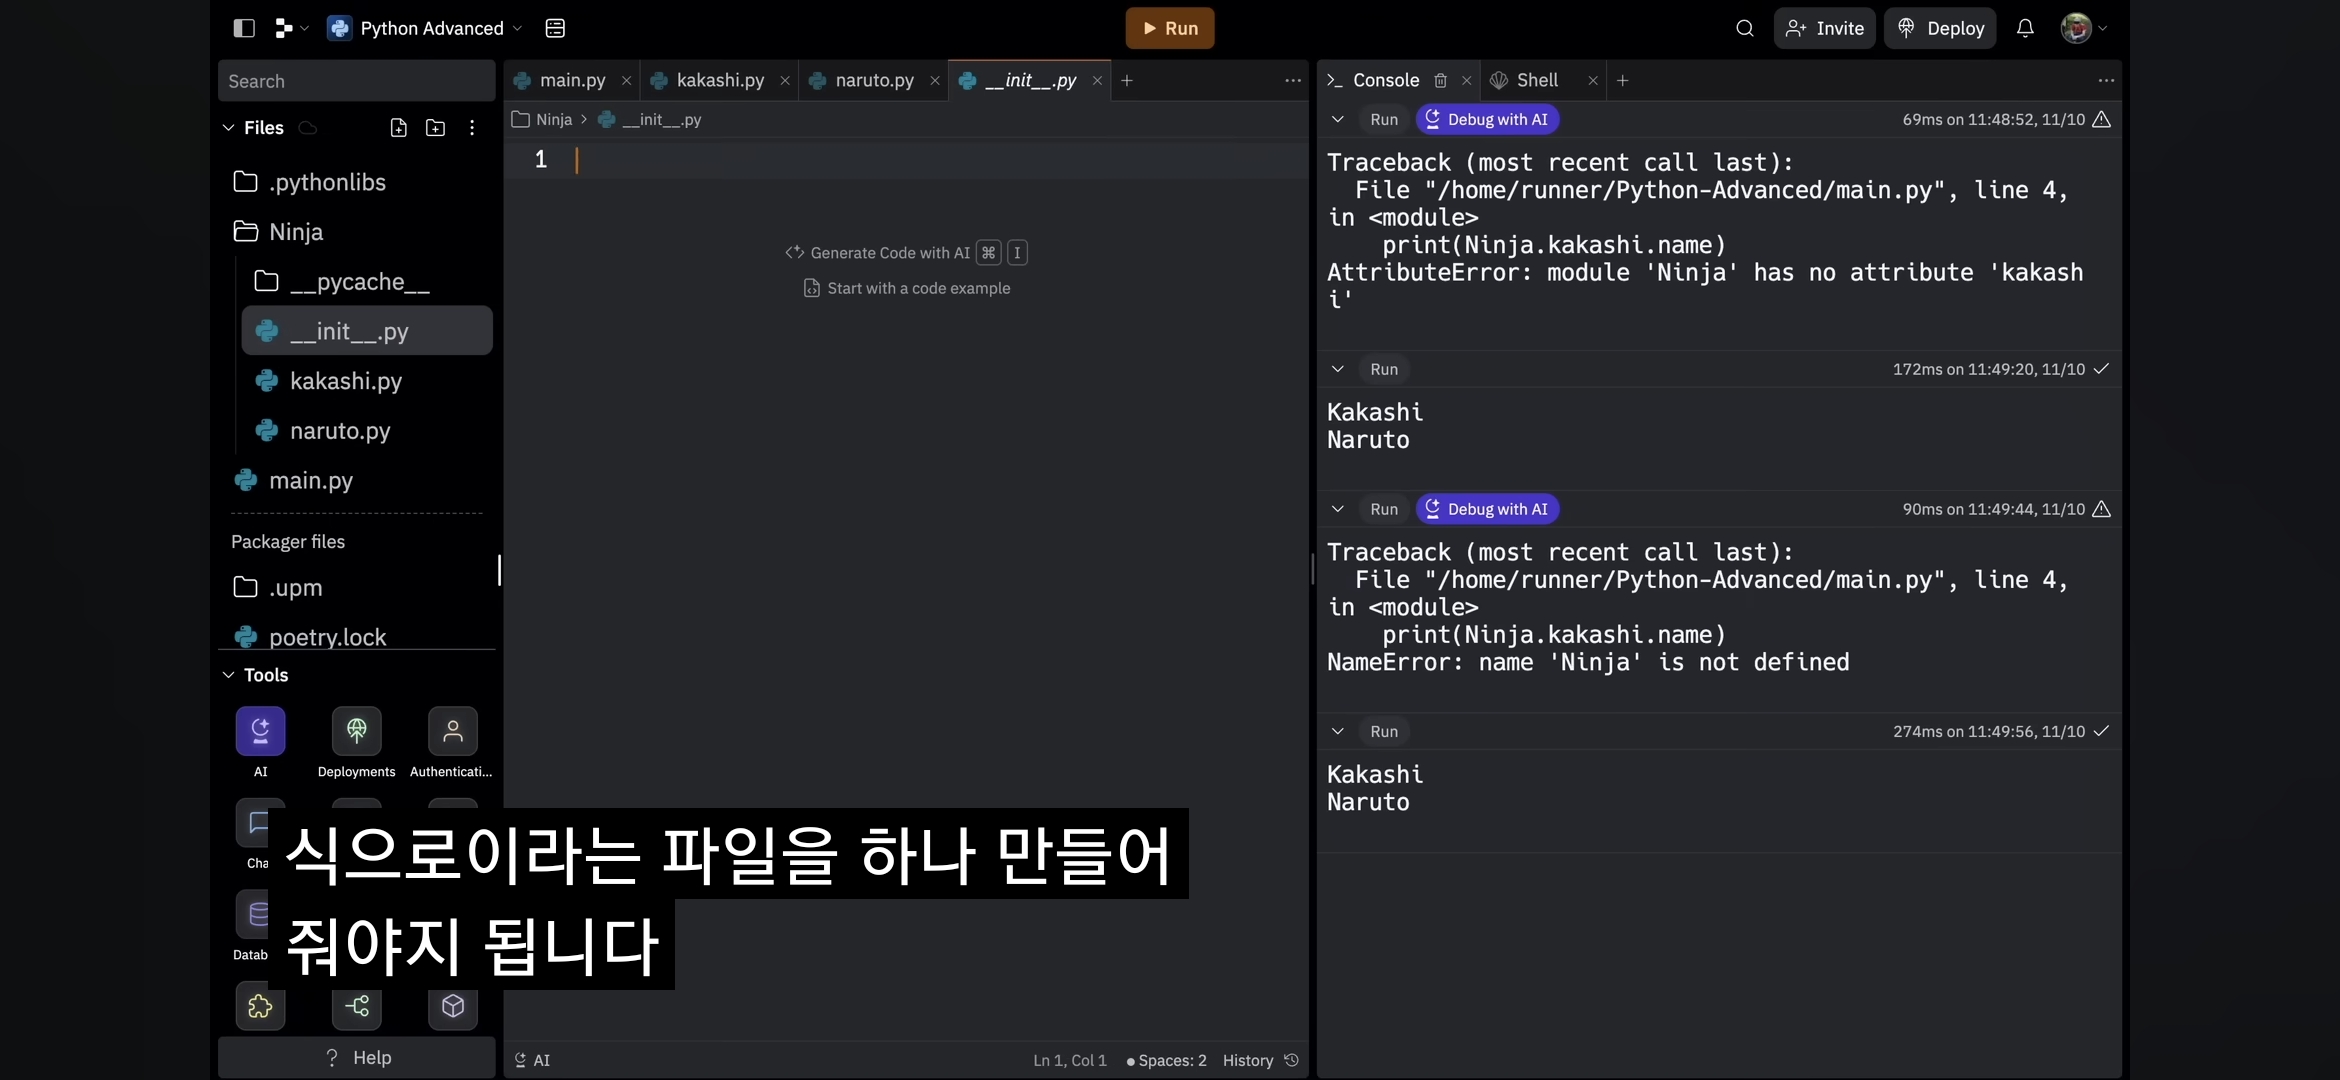 Python Advanced
Run
Invite
Deploy
Search
Files
.pythonlibs
Ninja
__pycache__
__init__.py
kakashi.py
naruto.py
main.py
Packager files
.upm
poetry.lock
Tools
AI
Deployments
Authenticati...
Cha
Datab
? Help
main.py
kakashi.py
naruto.py
__init__.py
Ninja > __init__.py
1
Generate Code with AI ⌘ I
Start with a code example
AI
Ln 1, Col 1
Spaces: 2
History
Console
Shell
Run Debug with AI 69ms on 11:48:52, 11/10
Traceback (most recent call last):
File "/home/runner/Python-Advanced/main.py", line 4,
in <module>
print(Ninja.kakashi.name)
AttributeError: module 'Ninja' has no attribute 'kakash
i'
Run 172ms on 11:49:20, 11/10
Kakashi
Naruto
Run Debug with AI 90ms on 11:49:44, 11/10
Traceback (most recent call last):
File "/home/runner/Python-Advanced/main.py", line 4,
in <module>
print(Ninja.kakashi.name)
NameError: name 'Ninja' is not defined
Run 274ms on 11:49:56, 11/10
Kakashi
Naruto
식으로이라는 파일을 하나 만들어
줘야지 됩니다